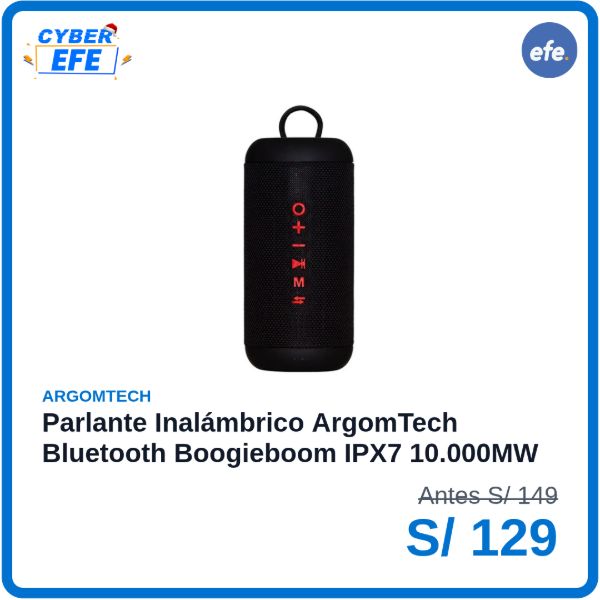 CYBER
EFE
efe.
M
ARGOMTECH
Parlante Inalámbrico ArgomTech
Bluetooth Boogieboom IPX7 10.000MW
Antes S/ 149
S/ 129